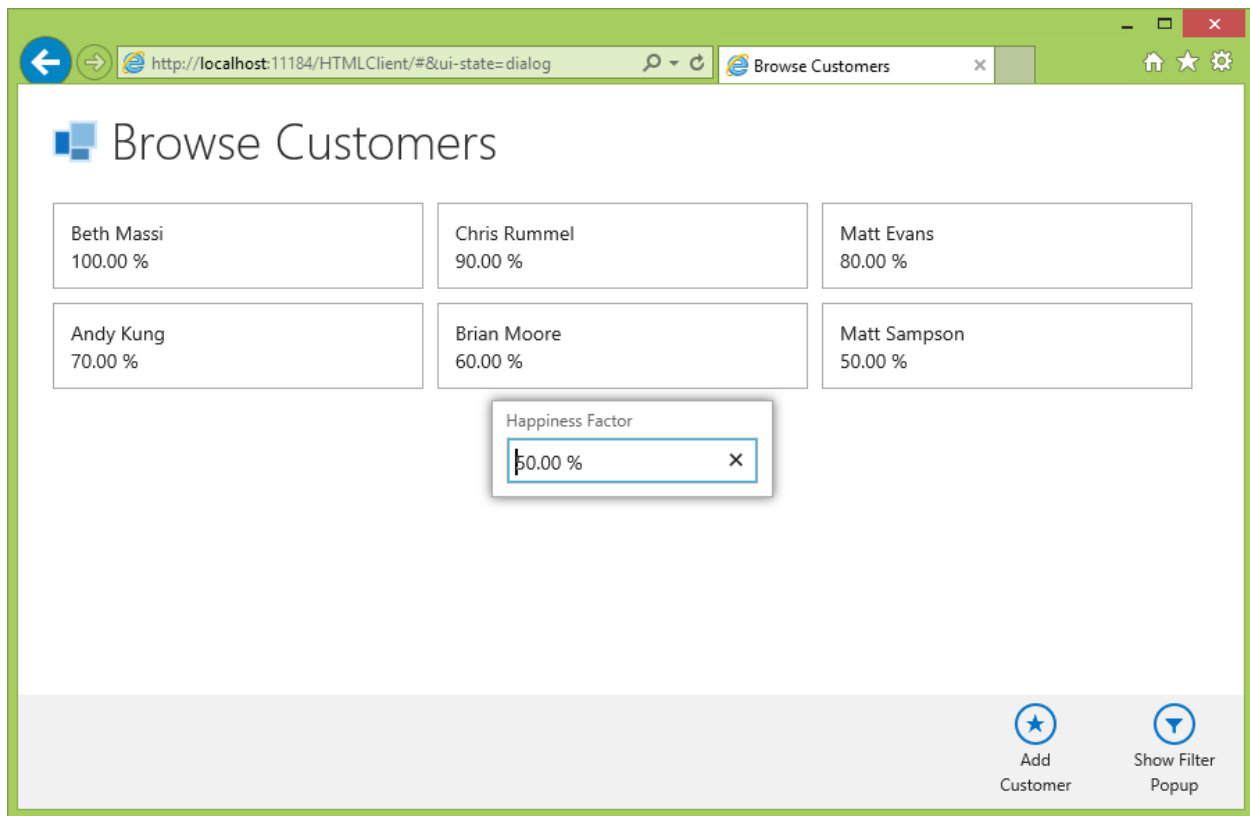 http://localhost:11184/HTMLClient/#&ui-state=dialog
Browse Customers
Browse Customers
Beth Massi
100.00 %
Chris Rummel
90.00 %
Matt Evans
80.00 %
Andy Kung
70.00 %
Brian Moore
60.00 %
Matt Sampson
50.00 %
Happiness Factor
50.00 %
Add
Customer
Show Filter
Popup